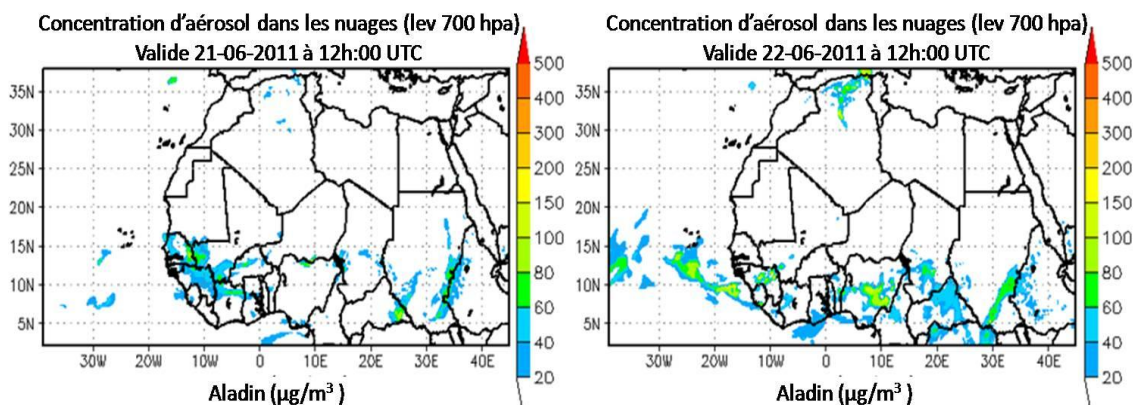 Concentration d'aérosol dans les nuages (lev 700 hpa)
Valide 21-06-2011 à 12h:00 UTC
500
400
300
200
150
100
80
60
40
20
35N
30N
25N
20N
15N
10N
5N
30W
20W
10W
0
10E
20E
30E
40E
Aladin (µg/m³ )
Concentration d'aérosol dans les nuages (lev 700 hpa)
Valide 22-06-2011 à 12h:00 UTC
500
400
300
200
150
100
80
60
40
20
35N
30N
25N
20N
15N
10N
5N
30W
20W
10W
0
10E
20E
30E
40E
Aladin (µg/m³ )